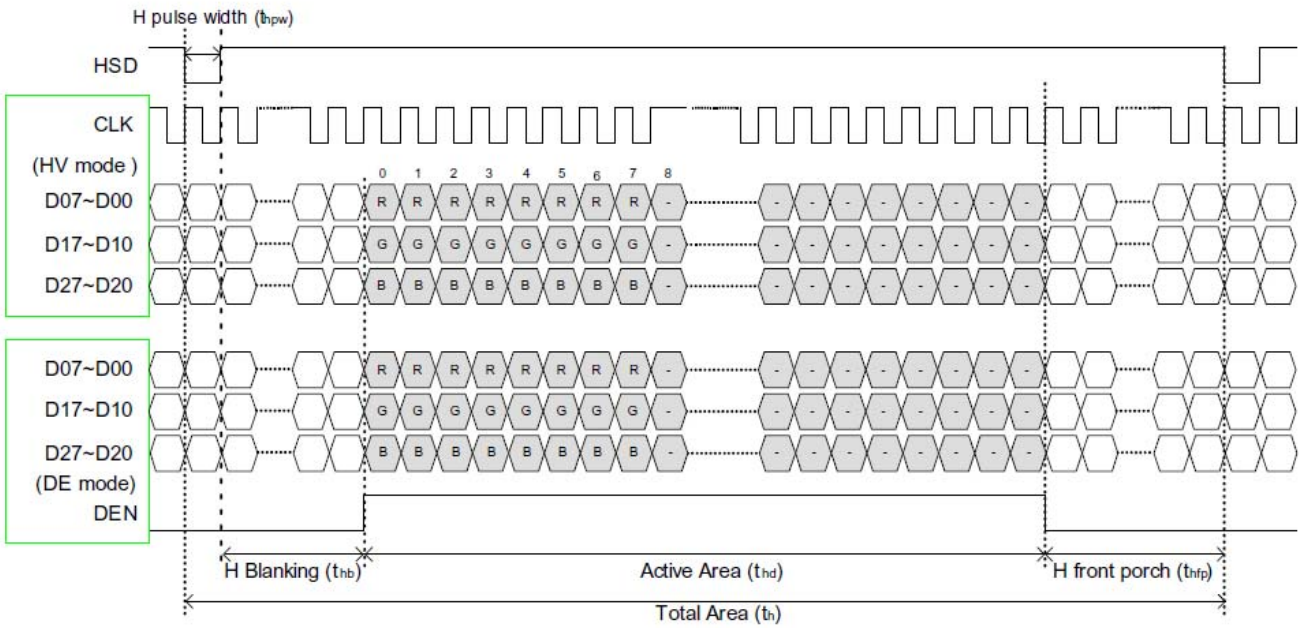 H pulse width (thpw)
HSD
CLK
(HV mode )
0 1 2 3 4 5 6 7 8
D07~D00 R R R R R R R R - - - - - - - - -
D17~D10 G G G G G G G G - - - - - - - - -
D27~D20 B B B B B B B B - - - - - - - - -
D07~D00 R R R R R R R R - - - - - - - - -
D17~D10 G G G G G G G G - - - - - - - - -
D27~D20 B B B B B B B B - - - - - - - - -
(DE mode)
DEN
H Blanking (thb) Active Area (thd) H front porch (thfp)
Total Area (th)